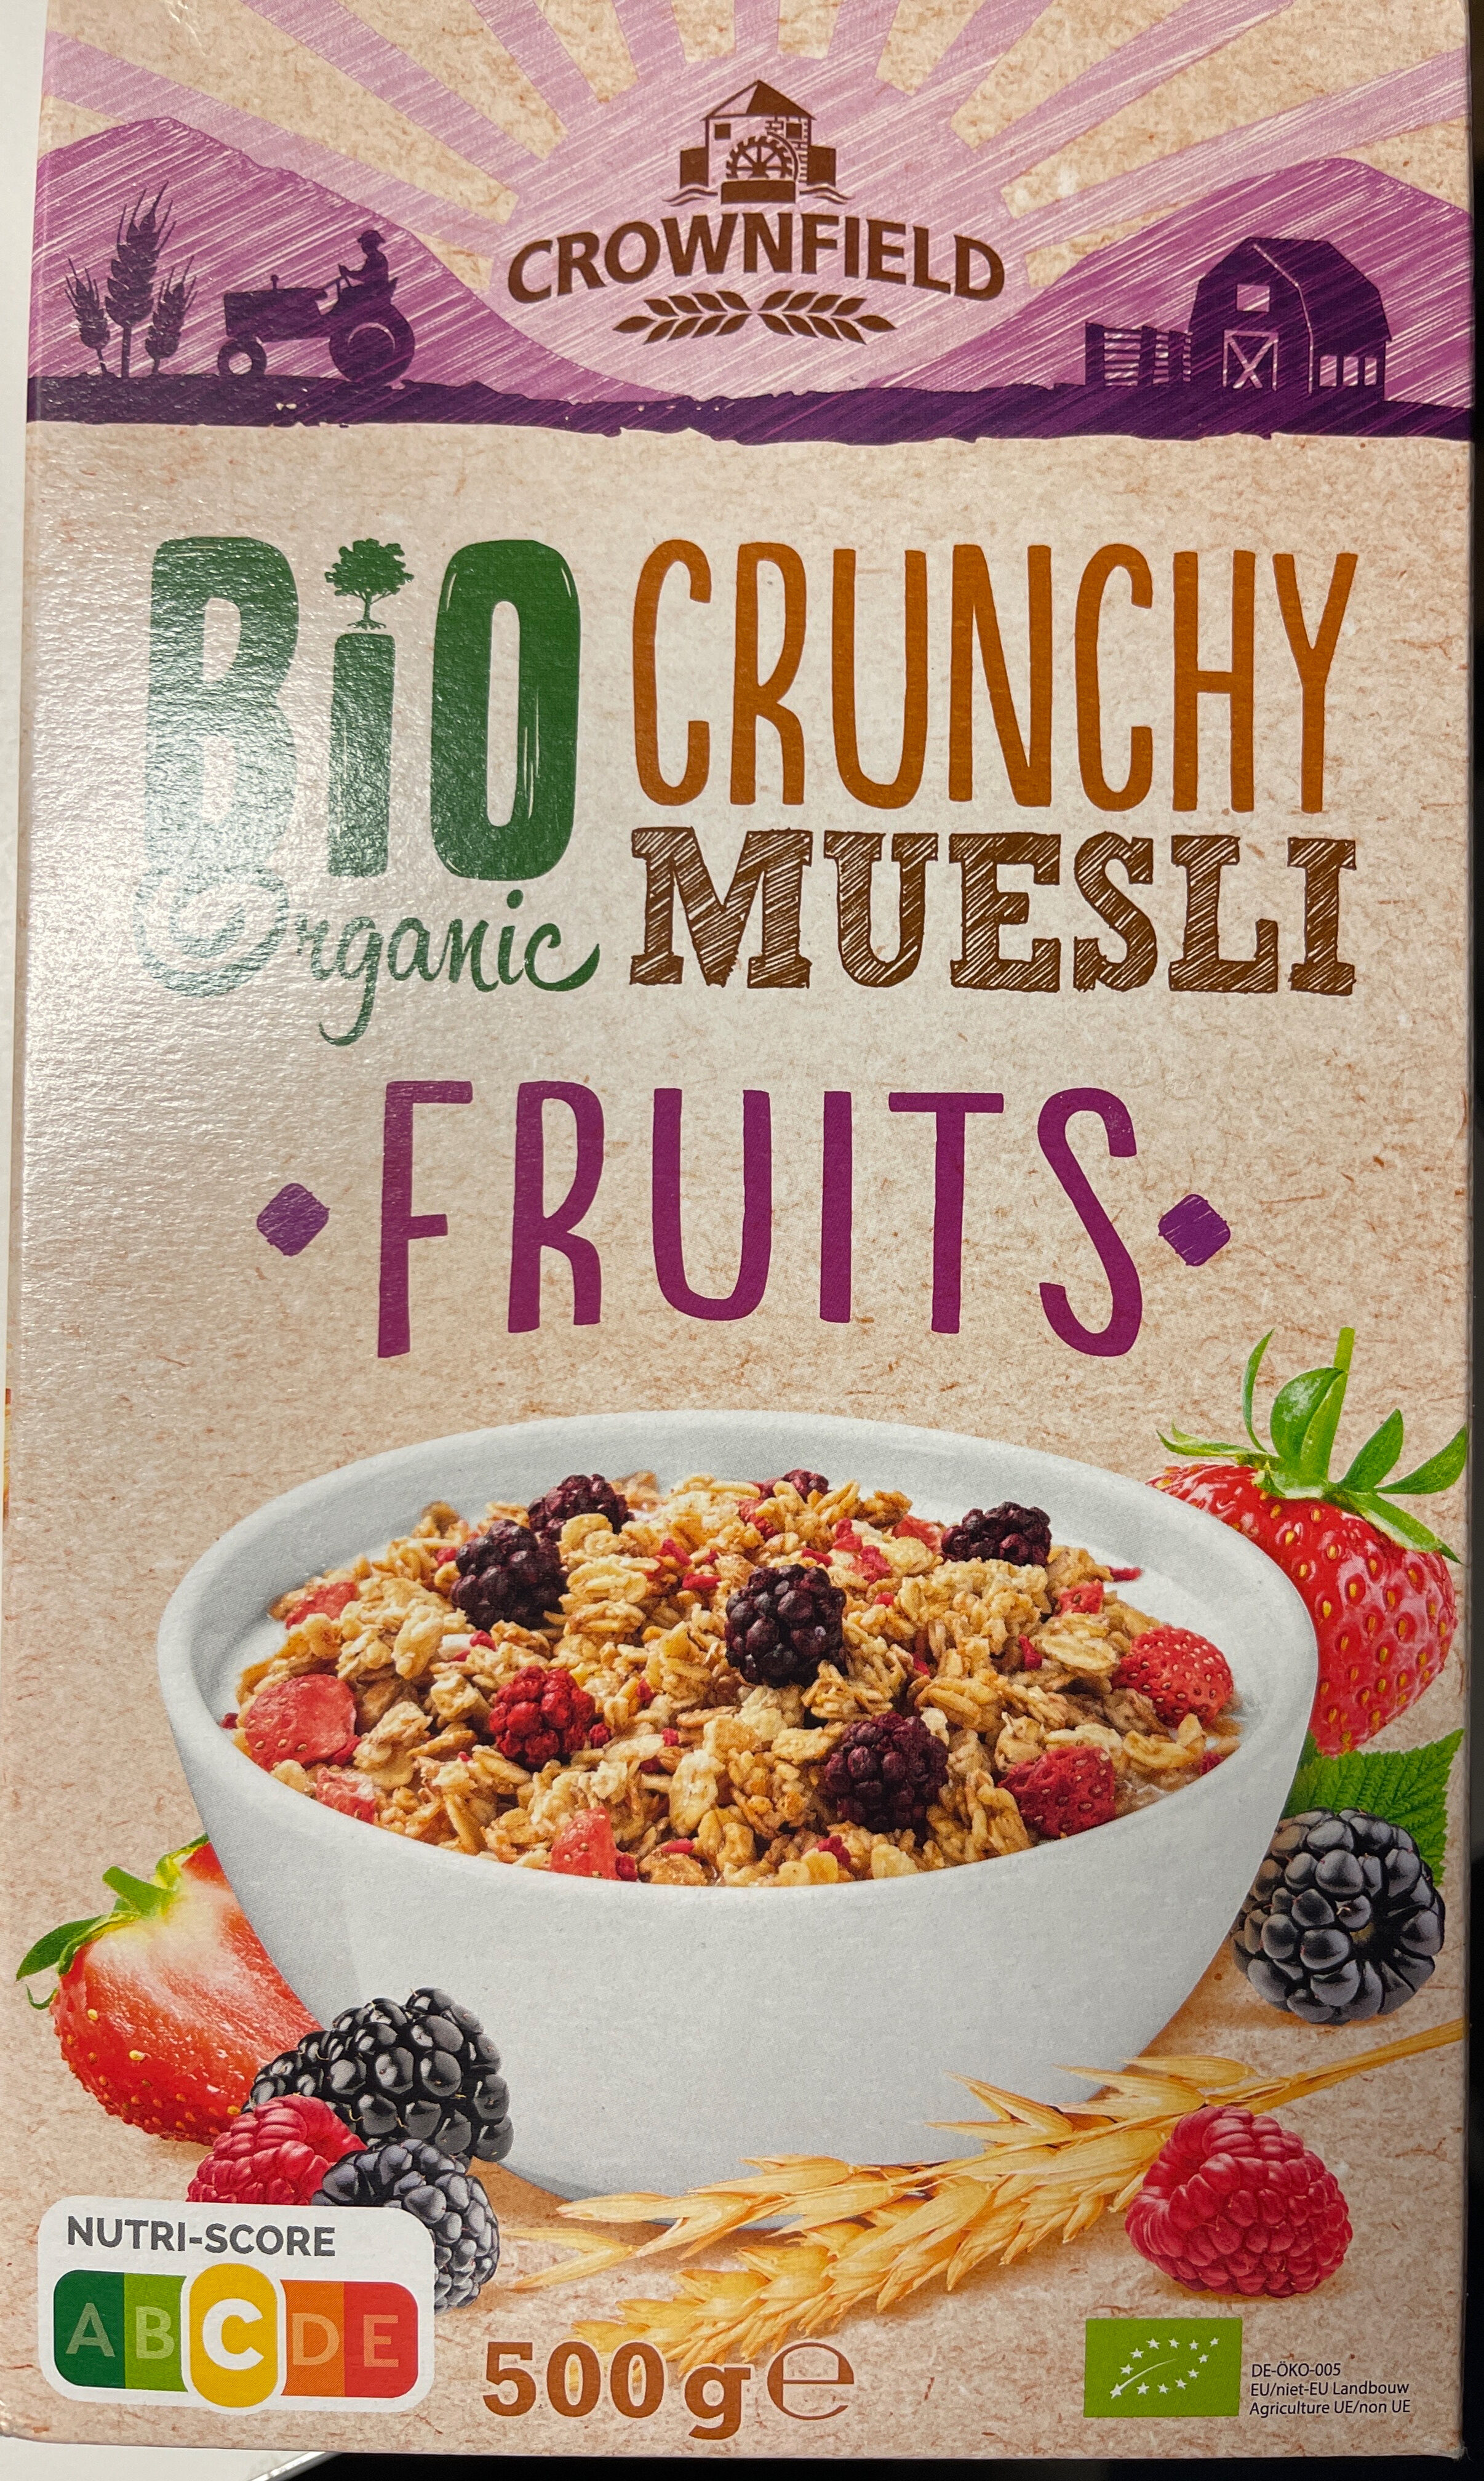 CROWNFIELD
BIO CRUNCHY
Organic MUESLI
FRUITS
NUTRI-SCORE
A B C D E
500 g e
DE-ÖKO-005
EU/niet-EU Landbouw
Agriculture UE/non UE